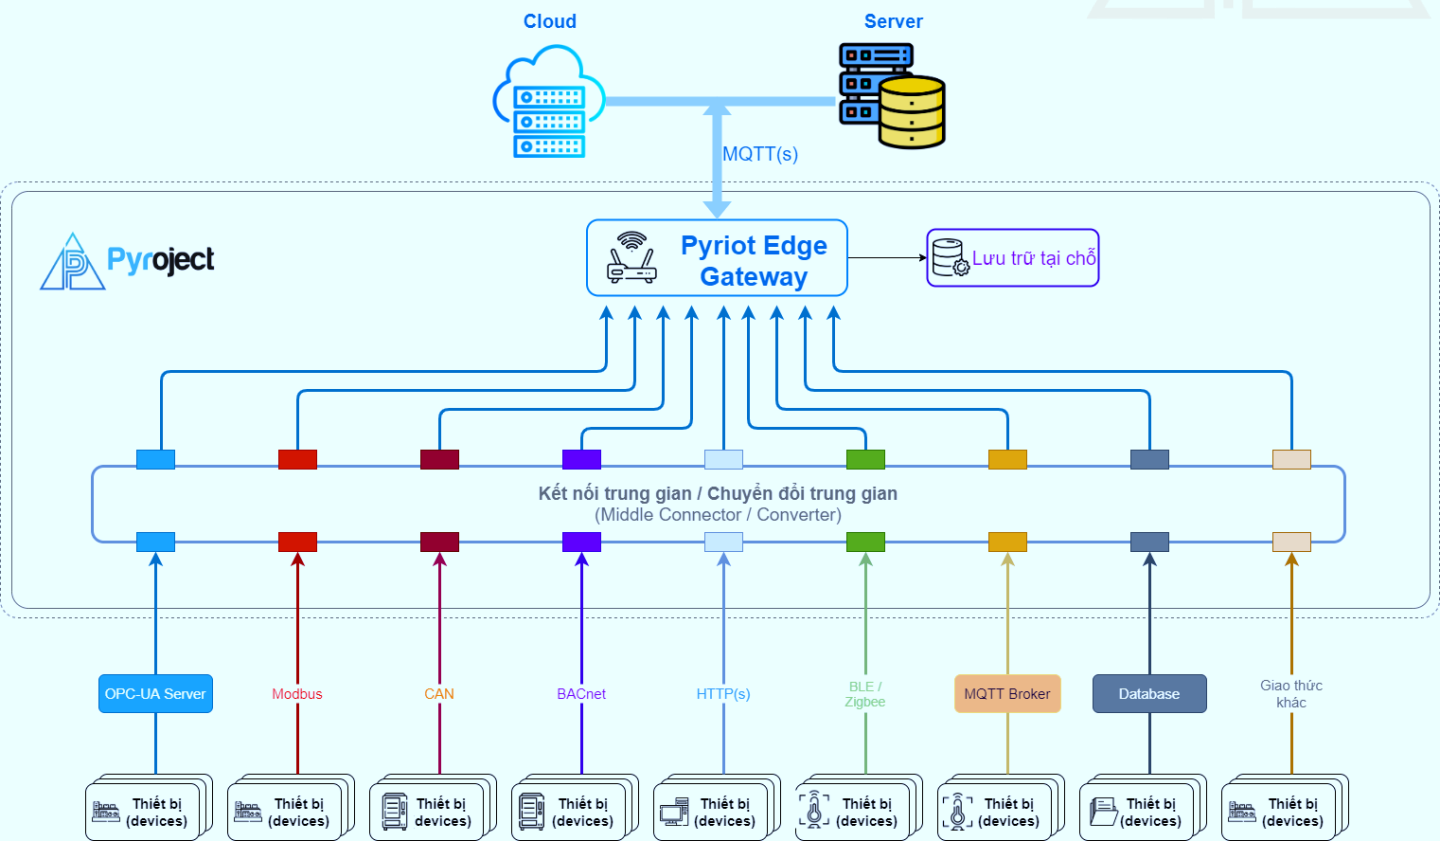 Cloud
Server
MQTT(s)
Pyroject
Pyriot Edge
Gateway
Lưu trữ tại chỗ
Kết nối trung gian / Chuyển đổi trung gian
(Middle Connector / Converter)
OPC-UA Server
Modbus
CAN
BACnet
HTTP(s)
BLE /
Zigbee
MQTT Broker
Database
Giao thức
khác
Thiết bị
(devices)
Thiết bị
(devices)
Thiết bị
devices)
Thiết bị
(devices)
Thiết bị
(devices)
Thiết bị
(devices)
Thiết bị
(devices)
Thiết bị
(devices)
Thiết bị
(devices)